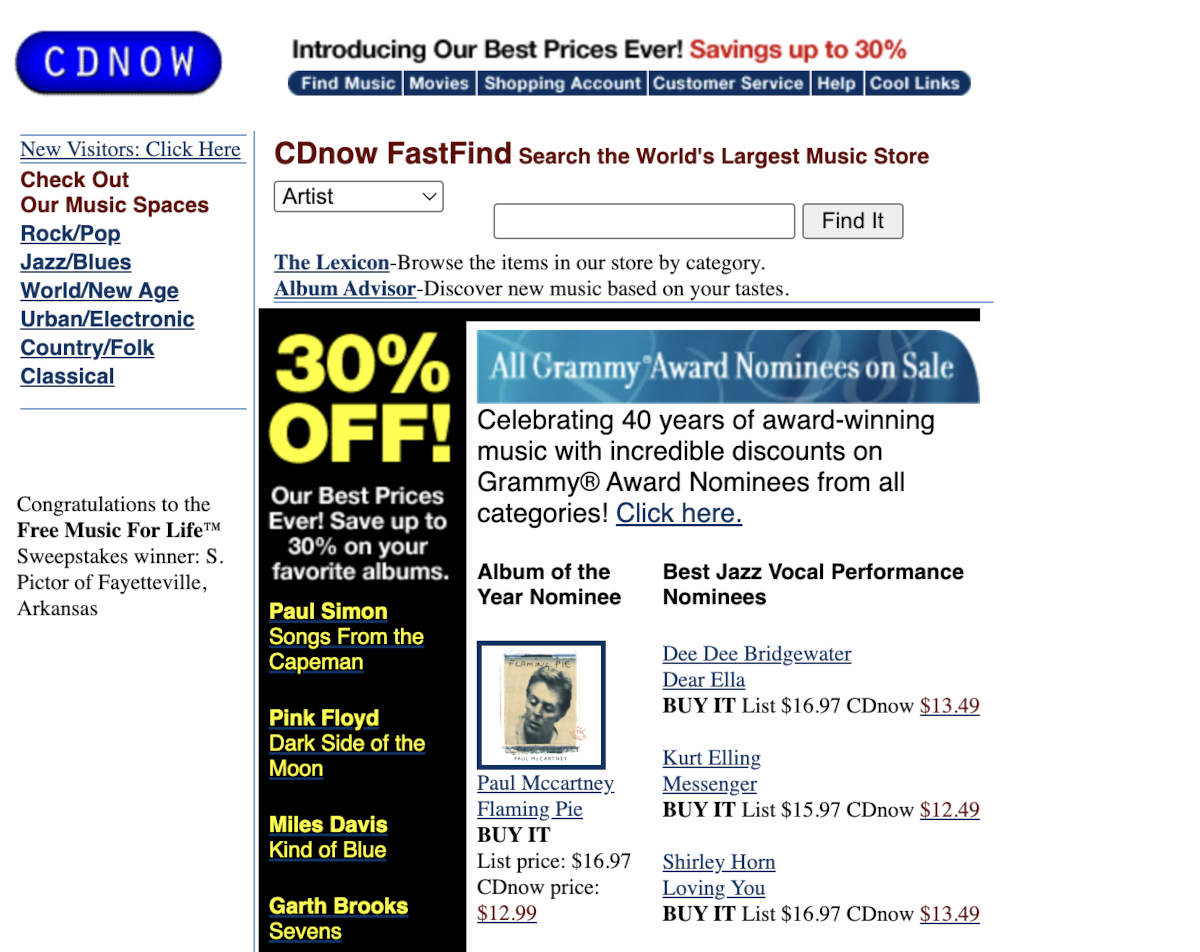 CDNOW
Introducing Our Best Prices Ever! Savings up to 30%
Find Music Movies Shopping Account Customer Service Help Cool Links
New Visitors: Click Here
Check Out
Our Music Spaces
Rock/Pop
Jazz/Blues
World/New Age
Urban/Electronic
Country/Folk
Classical
Congratulations to the
Free Music For Life™
Sweepstakes winner: S.
Pictor of Fayetteville,
Arkansas
CDnow FastFind Search the World's Largest Music Store
Artist
Find It
The Lexicon-Browse the items in our store by category.
Album Advisor-Discover new music based on your tastes.
30%
OFF!
Our Best Prices
Ever! Save up to
30% on your
favorite albums.
Paul Simon
Songs From the
Capeman
Pink Floyd
Dark Side of the
Moon
Miles Davis
Kind of Blue
Garth Brooks
Sevens
All Grammy® Award Nominees on Sale
Celebrating 40 years of award-winning
music with incredible discounts on
Grammy® Award Nominees from all
categories! Click here.
Album of the
Year Nominee
FLAMING PIE
PAUL McCARTNEY
Paul Mccartney
Flaming Pie
BUY IT
List price: $16.97
CDnow price:
$12.99
Best Jazz Vocal Performance
Nominees
Dee Dee Bridgewater
Dear Ella
BUY IT List $16.97 CDnow $13.49
Kurt Elling
Messenger
BUY IT List $15.97 CDnow $12.49
Shirley Horn
Loving You
BUY IT List $16.97 CDnow $13.49